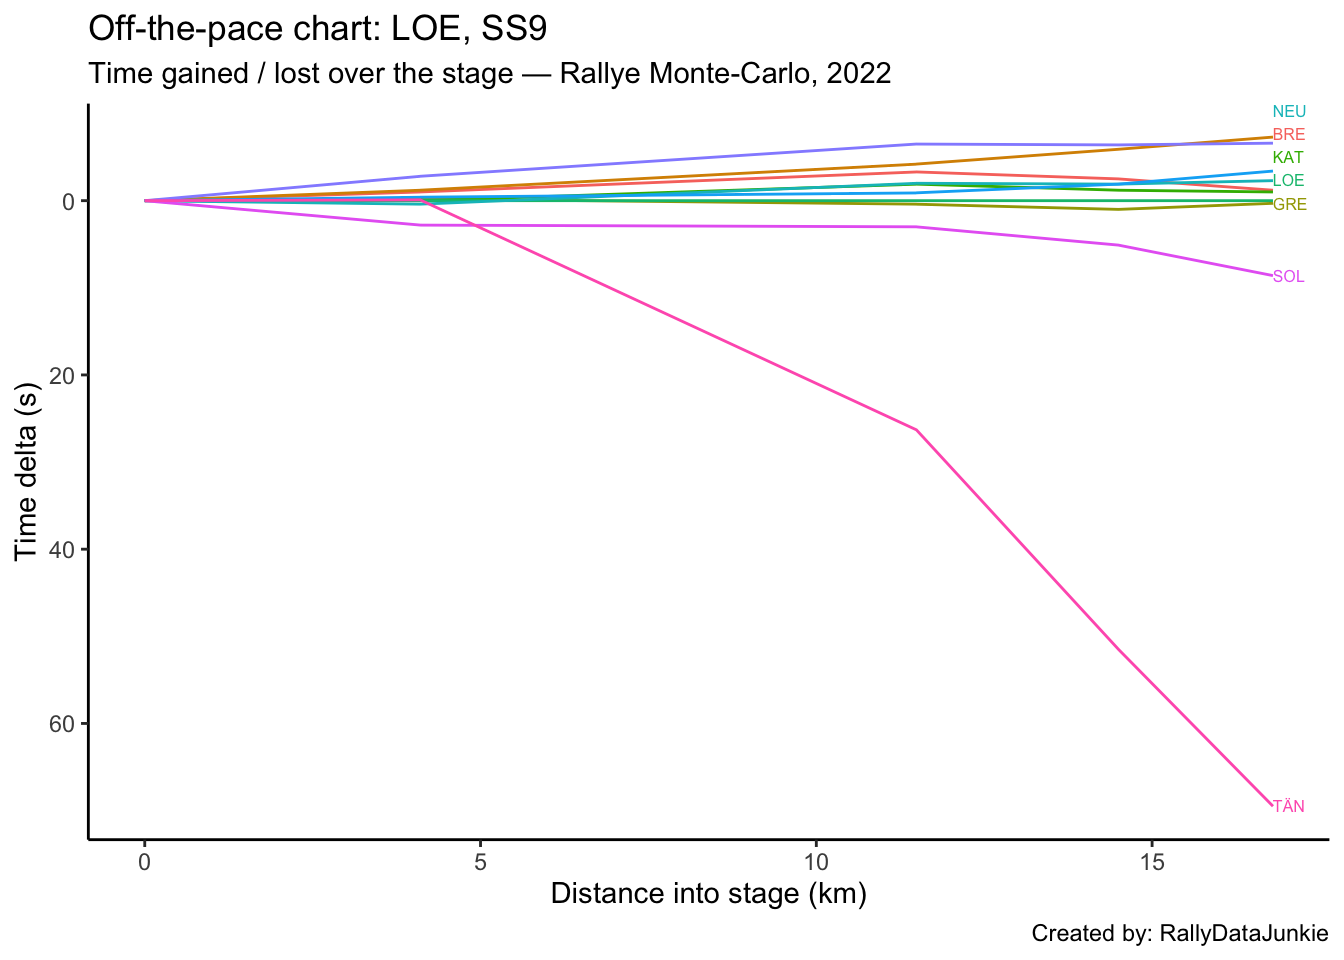 Off-the-pace chart: LOE, SS9
Time gained / lost over the stage — Rallye Monte-Carlo, 2022
NEU
BRE
KAT
LOE
GRE
SOL
TÄN
0
20
40
60
Time delta (s)
0 5 10 15
Distance into stage (km)
Created by: RallyDataJunkie